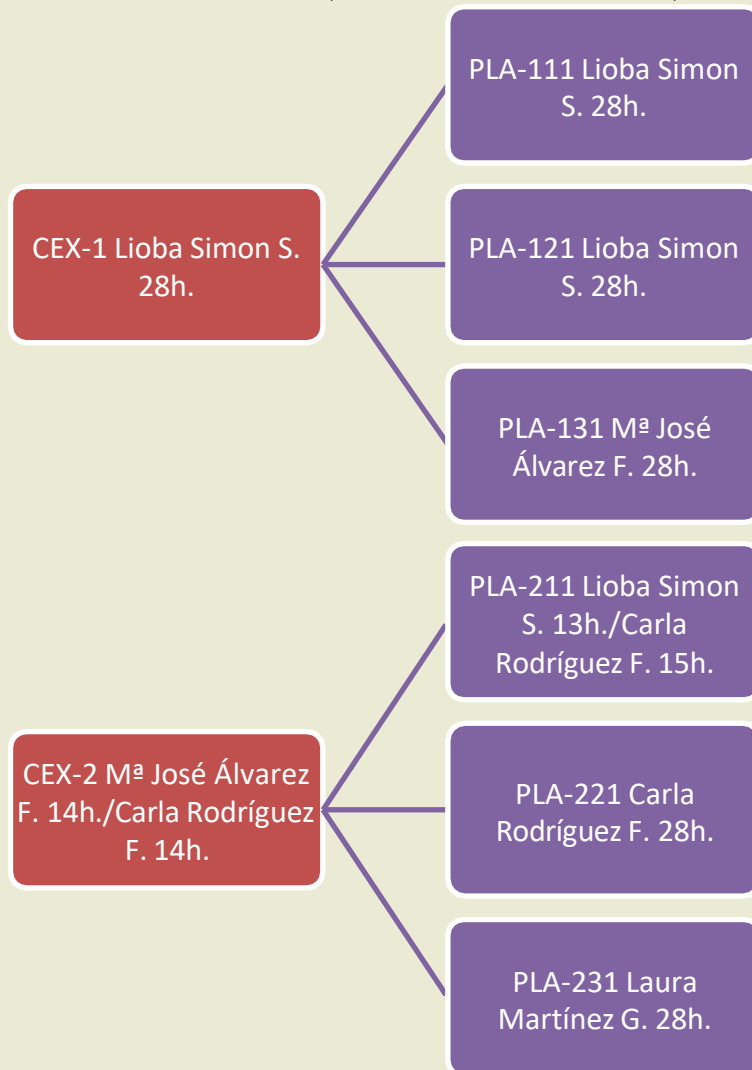 PLA-111 Lioba Simon
S. 28h.
CEX-1 Lioba Simon S.
28h.
PLA-121 Lioba Simon
S. 28h.
PLA-131 Mª José
Álvarez F. 28h.
PLA-211 Lioba Simon
S. 13h./Carla
Rodríguez F. 15h.
CEX-2 Mª José Álvarez
F. 14h./Carla Rodríguez
F. 14h.
PLA-221 Carla
Rodríguez F. 28h.
PLA-231 Laura
Martínez G. 28h.